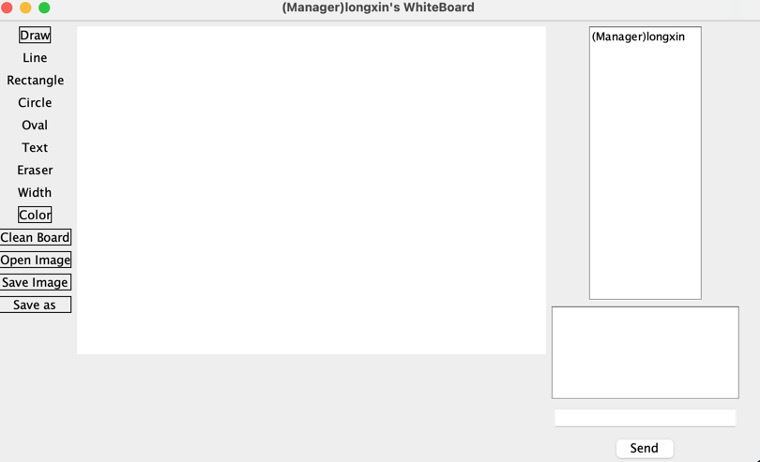 (Manager)longxin's WhiteBoard
Draw
Line
Rectangle
Circle
Oval
Text
Eraser
Width
Color
Clean Board
Open Image
Save Image
Save as
(Manager)longxin
Send